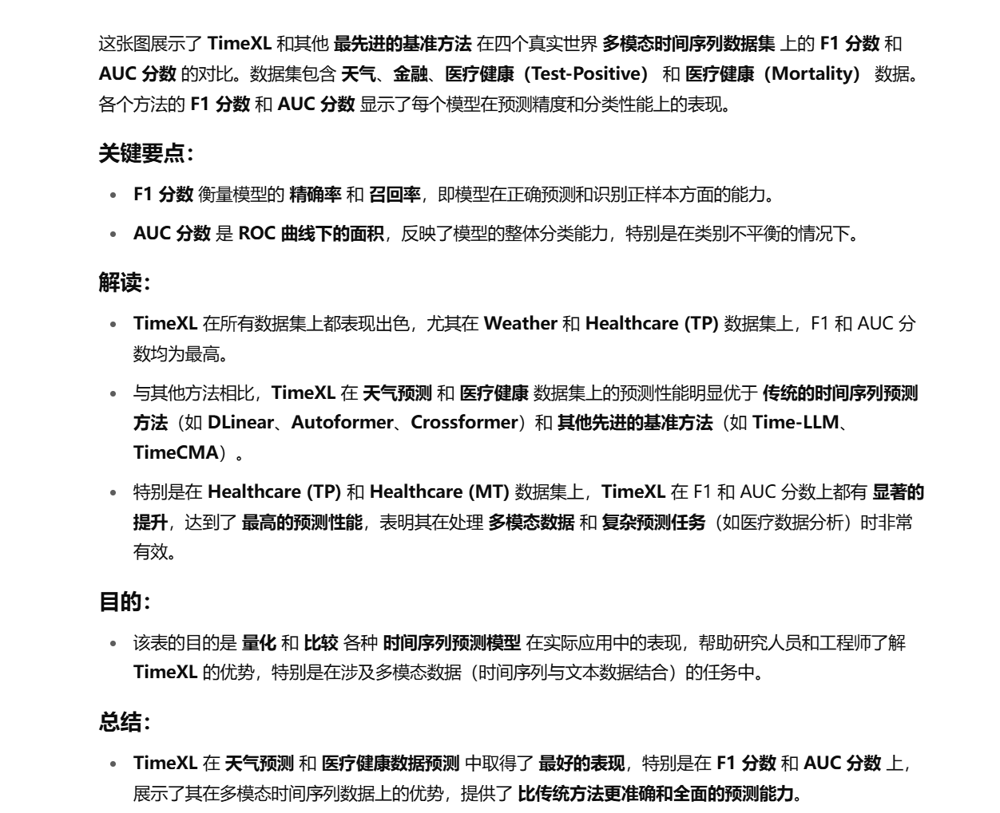 这张图展示了 TimeXL 和其他 最先进的基准方法 在四个真实世界 多模态时间序列数据集 上的 F1 分数 和
AUC 分数 的对比。数据集包含 天气、金融、医疗健康（Test-Positive） 和 医疗健康（Mortality） 数据。
各个方法的 F1 分数 和 AUC 分数 显示了每个模型在预测精度和分类性能上的表现。
关键要点：
• F1 分数 衡量模型的 精确率 和 召回率，即模型在正确预测和识别正样本方面的能力。
• AUC 分数 是 ROC 曲线下的面积，反映了模型的整体分类能力，特别是在类别不平衡的情况下。
解读：
• TimeXL 在所有数据集上都表现出色，尤其在 Weather 和 Healthcare (TP) 数据集上，F1 和 AUC 分
数均为最高。
• 与其他方法相比，TimeXL 在 天气预测 和 医疗健康 数据集上的预测性能明显优于 传统的时间序列预测
方法（如 DLinear、Autoformer、Crossformer）和 其他先进的基准方法（如 Time-LLM、
TimeCMA）。
• 特别是在 Healthcare (TP) 和 Healthcare (MT) 数据集上，TimeXL 在 F1 和 AUC 分数上都有 显著的
提升，达到了 最高的预测性能，表明其在处理 多模态数据 和 复杂预测任务（如医疗数据分析）时非常
有效。
目的：
• 该表的目的是 量化 和 比较 各种 时间序列预测模型 在实际应用中的表现，帮助研究人员和工程师了解
TimeXL 的优势，特别是在涉及多模态数据（时间序列与文本数据结合）的任务中。
总结：
• TimeXL 在 天气预测 和 医疗健康数据预测 中取得了 最好的表现，特别是在 F1 分数 和 AUC 分数 上，
展示了其在多模态时间序列数据上的优势，提供了 比传统方法更准确和全面的预测能力。